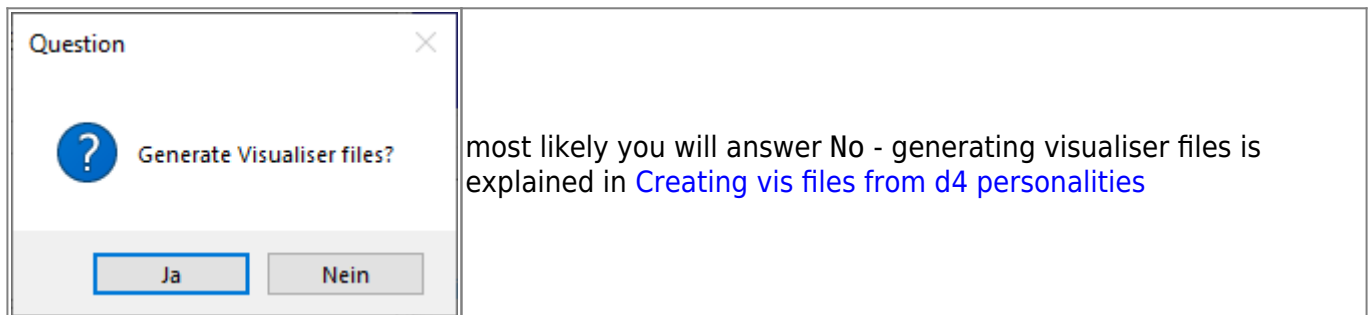 Question
Generate Visualiser files?
Ja Nein
most likely you will answer No - generating visualiser files is
explained in Creating vis files from d4 personalities